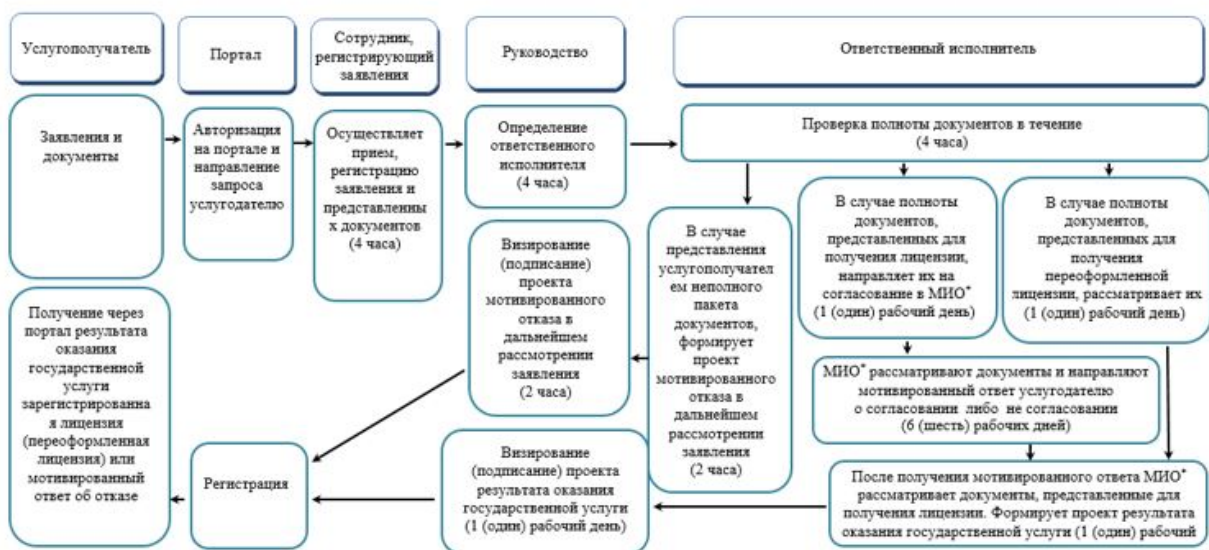 Услугополучатель
Портал
Сотрудник,
регистрирующий
заявления
Руководство
Ответственный исполнитель
Заявления и
документы
Авторизация
на портале и
направление
запроса
услугодателю
Осуществляет
прием,
регистрацию
заявления и
представленны
х документов
(4 часа)
Определение
ответственного
исполнителя
(4 часа)
Проверка полноты документов в течение
(4 часа)
В случае
представления
услугополучател
ем неполного
пакета
документов,
формирует
проект
мотивированного
отказа в
дальнейшем
рассмотрении
заявления
(2 часа)
В случае полноты
документов,
представленных для
получения лицензии,
направляет их на
согласование в МИО*
(1 (один) рабочий день)
В случае полноты
документов,
представленных для
получения
переоформленной
лицензии, рассматривает их
(1 (один) рабочий день)
Визирование
(подписание)
проекта
мотивированного
отказа в
дальнейшем
рассмотрении
заявления
(2 часа)
МИО* рассматривают документы и направляют
мотивированный ответ услугодателю
о согласовании либо не согласовании
(6 (шесть) рабочих дней)
После получения мотивированного ответа МИО*
рассматривает документы, представленные для
получения лицензии. Формирует проект результата
оказания государственной услуги (1 (один) рабочий
Визирование
(подписание) проекта
результата оказания
государственной услуги
(1 (один) рабочий день)
Регистрация
Получение через
портал результата
оказания
государственной
услуги
зарегистрированна
я лицензия
(переоформленная
лицензия) или
мотивированный
ответ об отказе